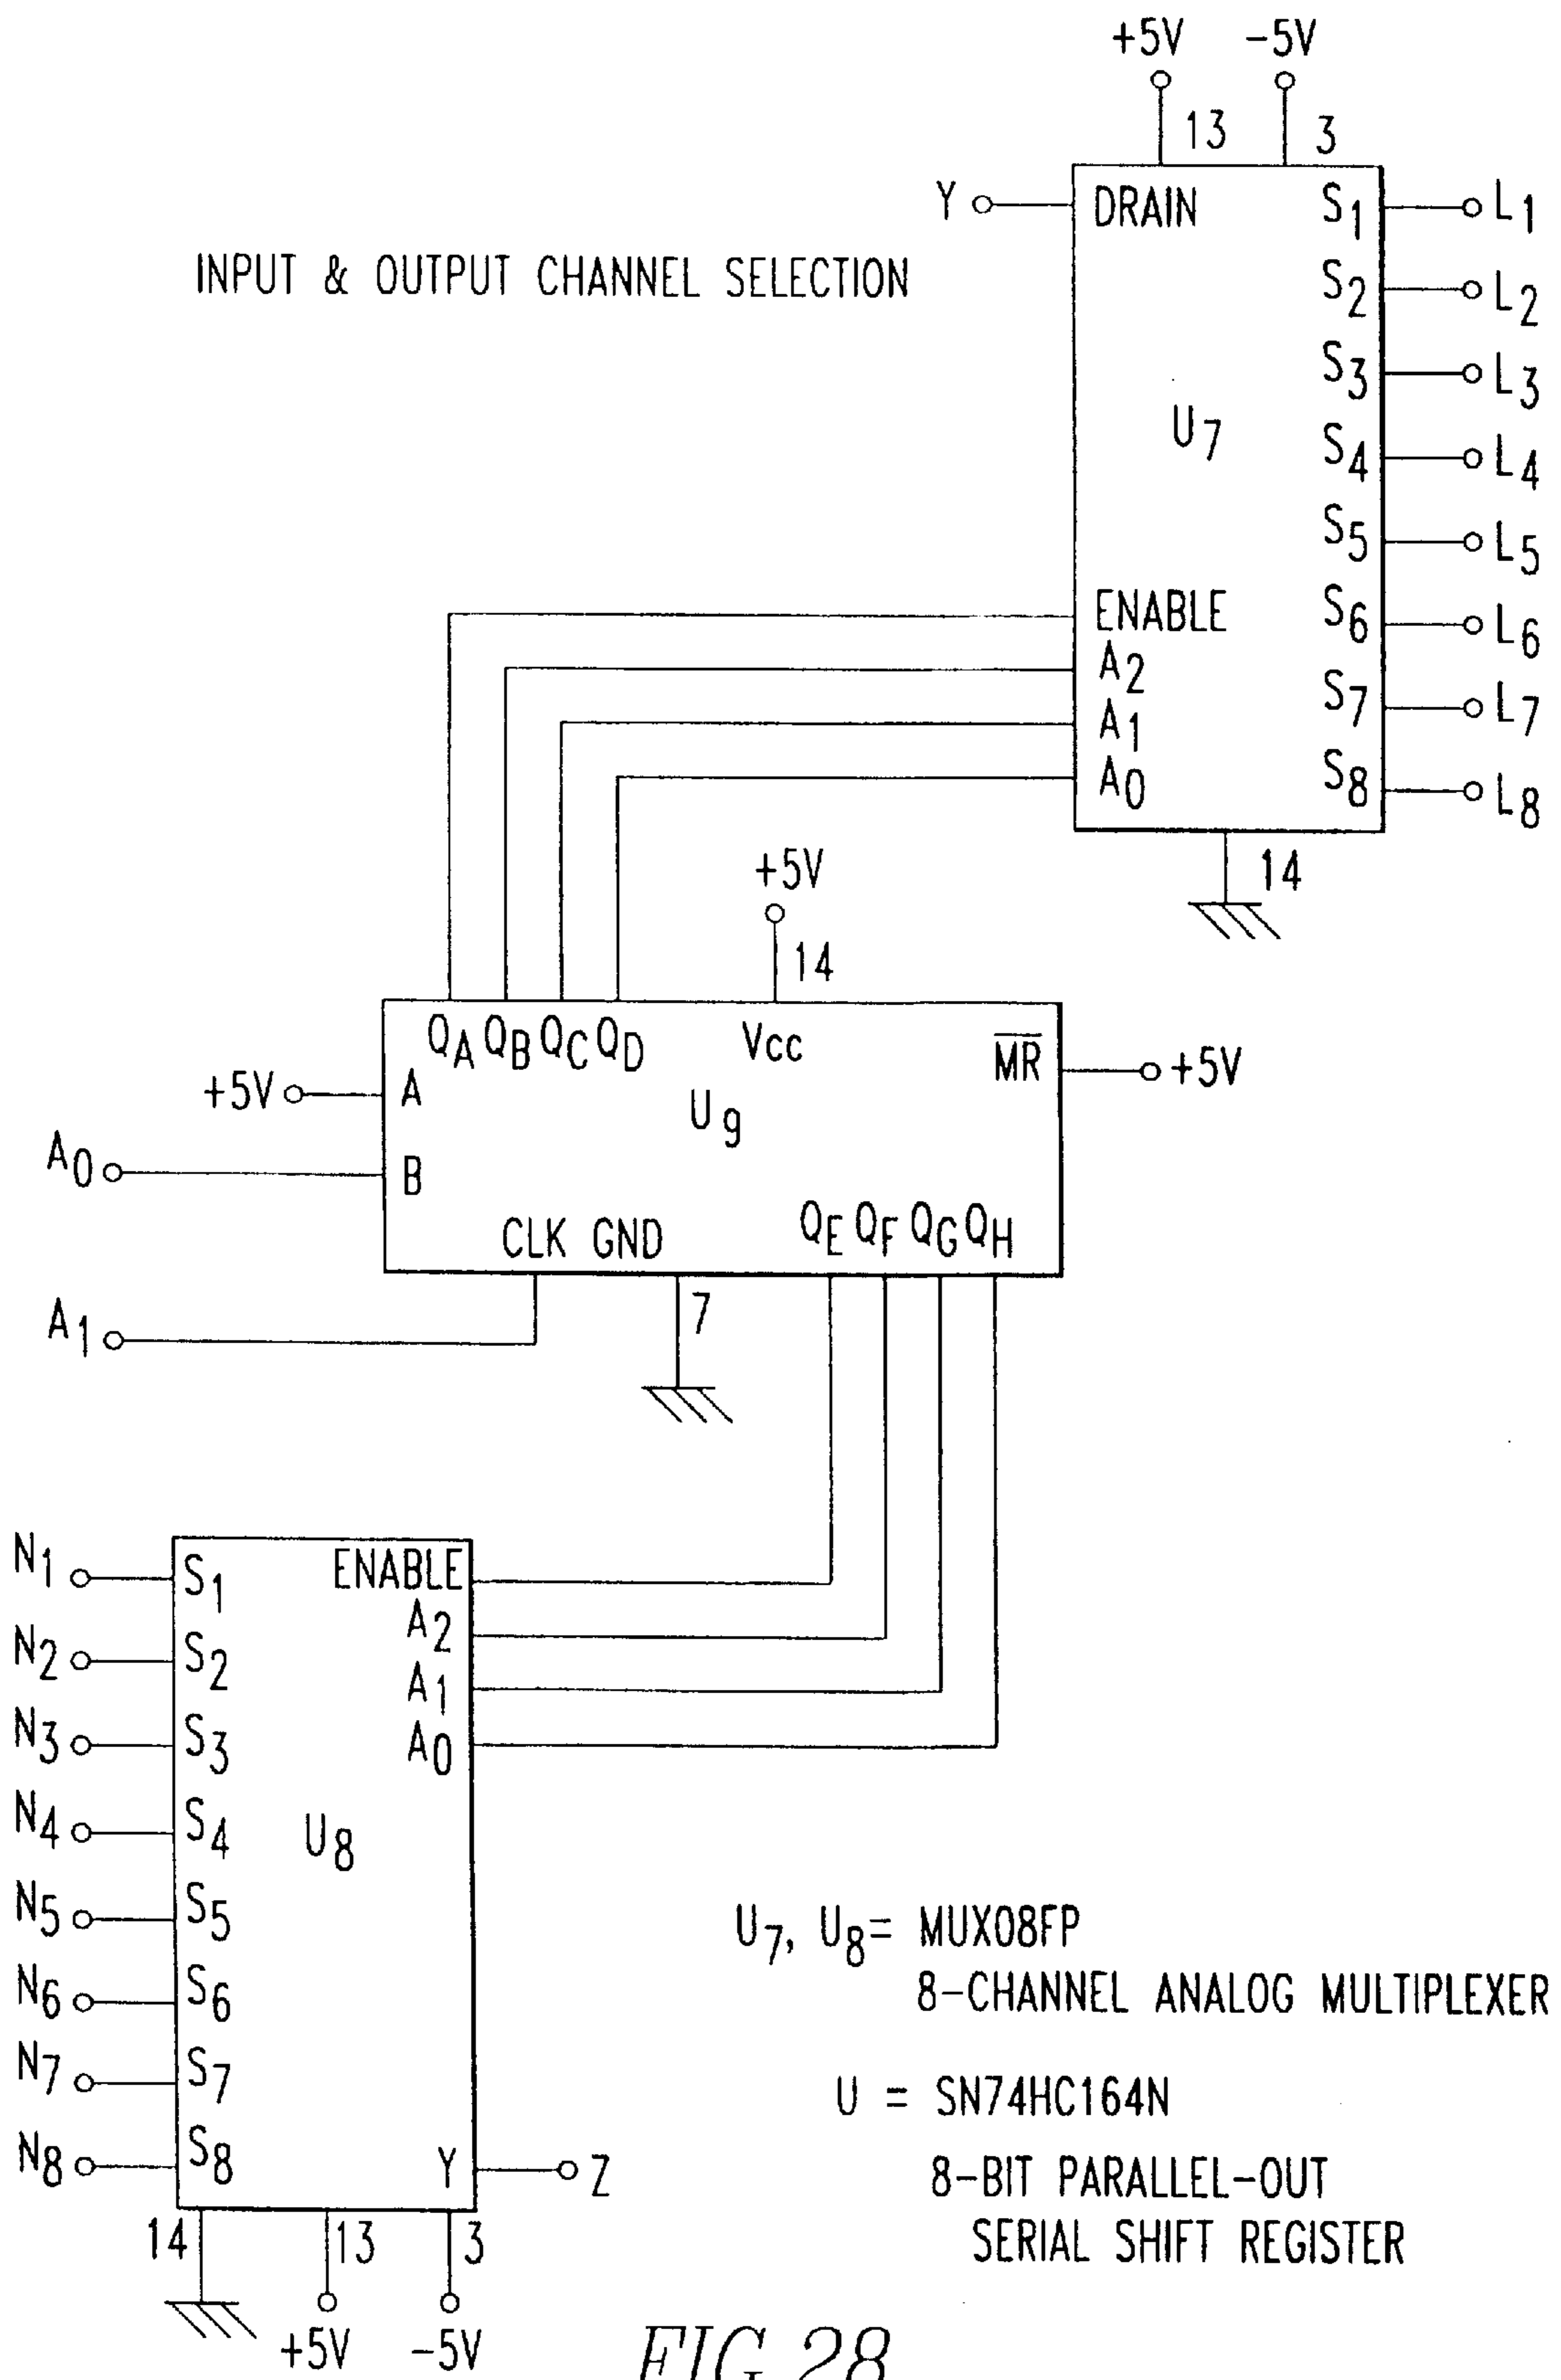 +5V -5V
13 3
Y DRAIN S1 L1
INPUT & OUTPUT CHANNEL SELECTION
S2 L2
S3 L3
U7
S4 L4
S5 L5
ENABLE S6 L6
A2
A1 S7 L7
A0 S8 L8
14
+5V
14
QA QB QC QD Vcc MR +5V
+5V A
U9
A0 B
CLK GND QE QF QG QH
A1
7
N1 S1 ENABLE
N2 S2 A2
A1
N3 S3 A0
N4 S4
U8
N5 S5
N6 S6
N7 S7
N8 S8 Y Z
14 13 3
+5V -5V
U7, U8= MUX08FP
8-CHANNEL ANALOG MULTIPLEXER
U = SN74HC164N
8-BIT PARALLEL-OUT
SERIAL SHIFT REGISTER
FIG.28